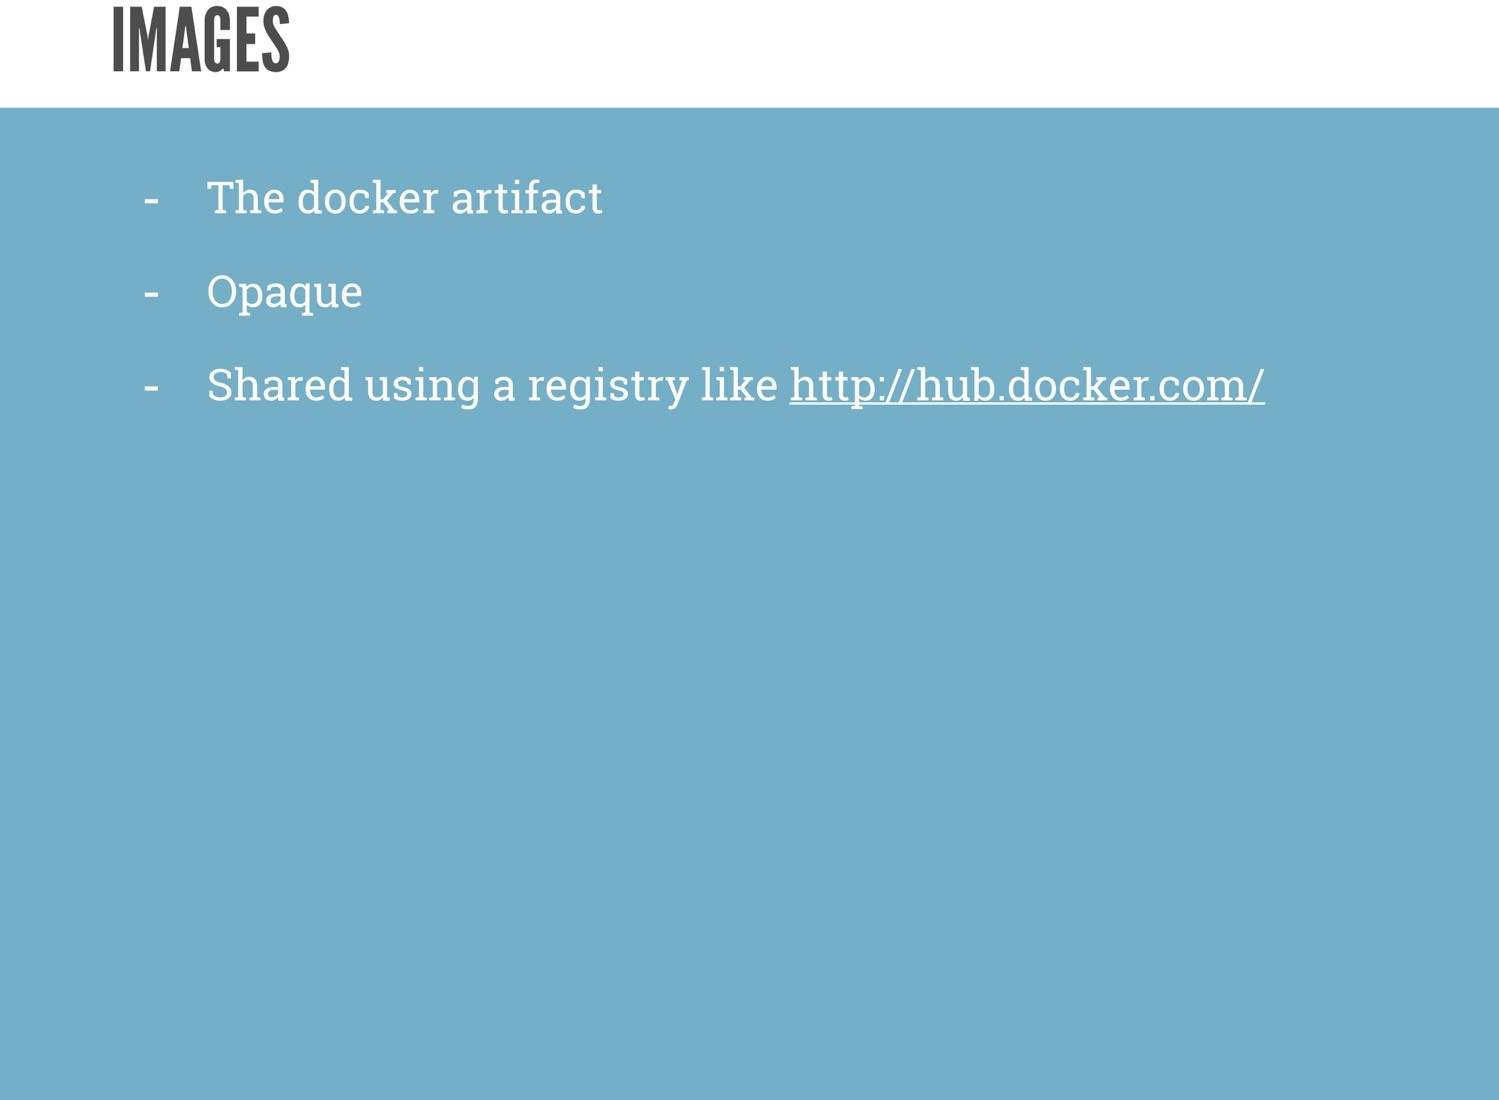 IMAGES
- The docker artifact
- Opaque
- Shared using a registry like http://hub.docker.com/